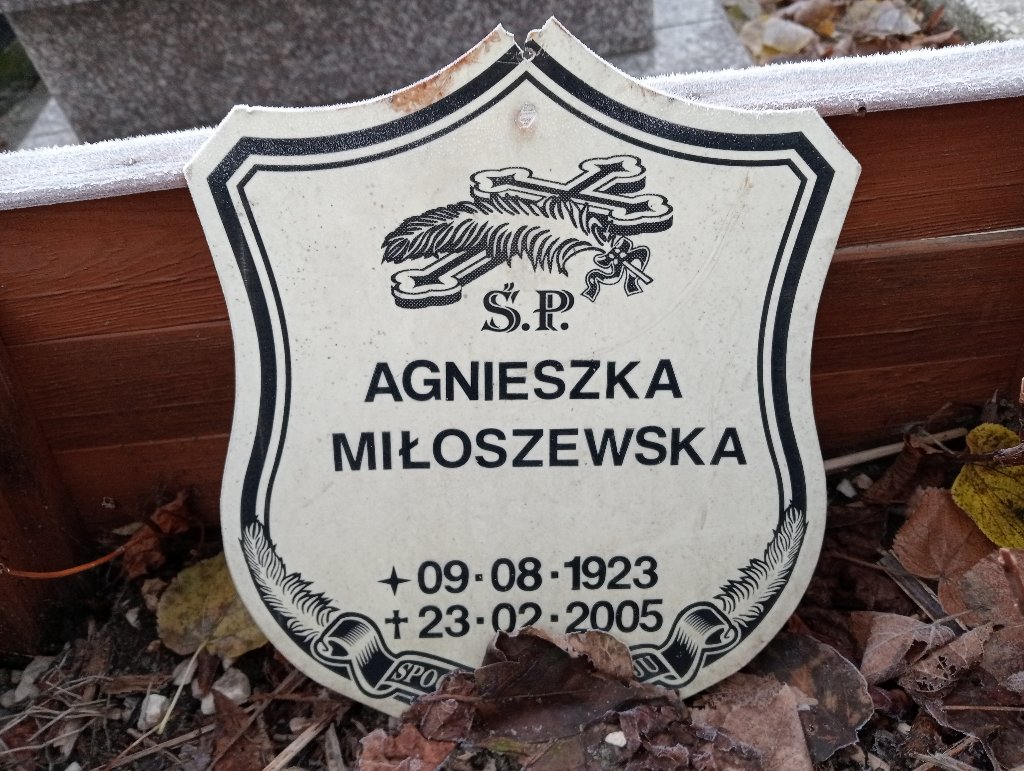 Ś.P.
AGNIESZKA
MIŁOSZEWSKA
✦09·08·1923
✝23·02·2005